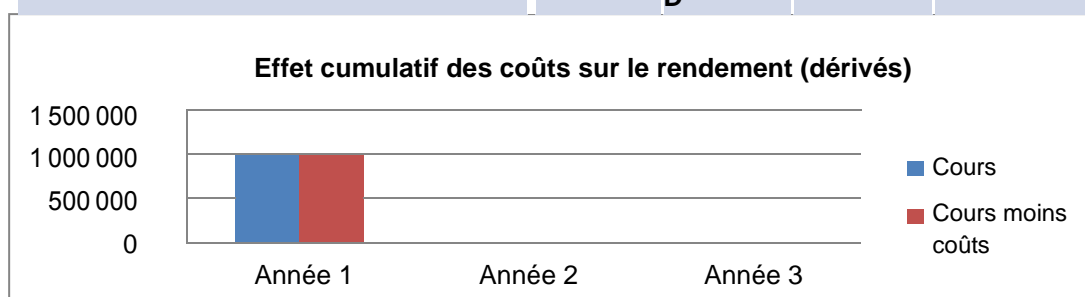 D
Effet cumulatif des coûts sur le rendement (dérivés)
1 500 000
1 000 000
500 000
0
Année 1 Année 2 Année 3
Cours
Cours moins
coûts